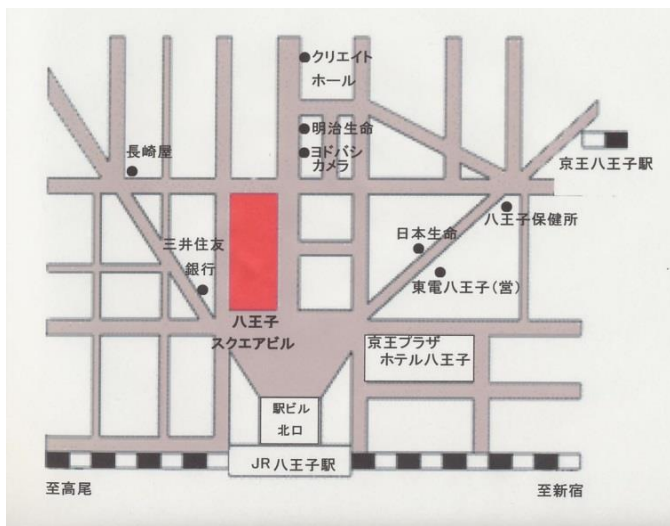 クリエイト
ホール
明治生命
ヨドバシ
カメラ
長崎屋
京王八王子駅
八王子保健所
日本生命
三井住友
銀行
東電八王子(営)
八王子
スクエアビル
京王プラザ
ホテル八王子
駅ビル
北口
JR八王子駅
至高尾
至新宿